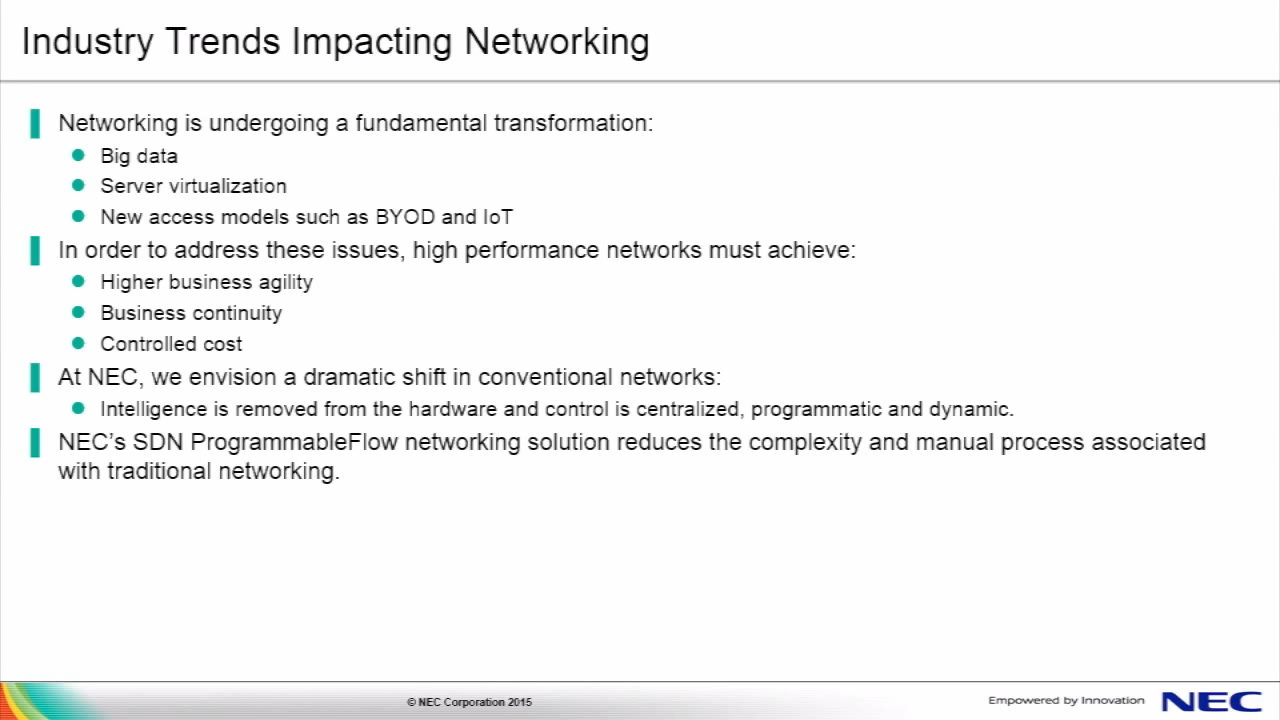 Industry Trends Impacting Networking
Networking is undergoing a fundamental transformation:
Big data
Server virtualization
New access models such as BYOD and IoT
In order to address these issues, high performance networks must achieve:
Higher business agility
Business continuity
Controlled cost
At NEC, we envision a dramatic shift in conventional networks:
Intelligence is removed from the hardware and control is centralized, programmatic and dynamic.
NEC’s SDN ProgrammableFlow networking solution reduces the complexity and manual process associated
with traditional networking.
© NEC Corporation 2015
Empowered by Innovation
NEC